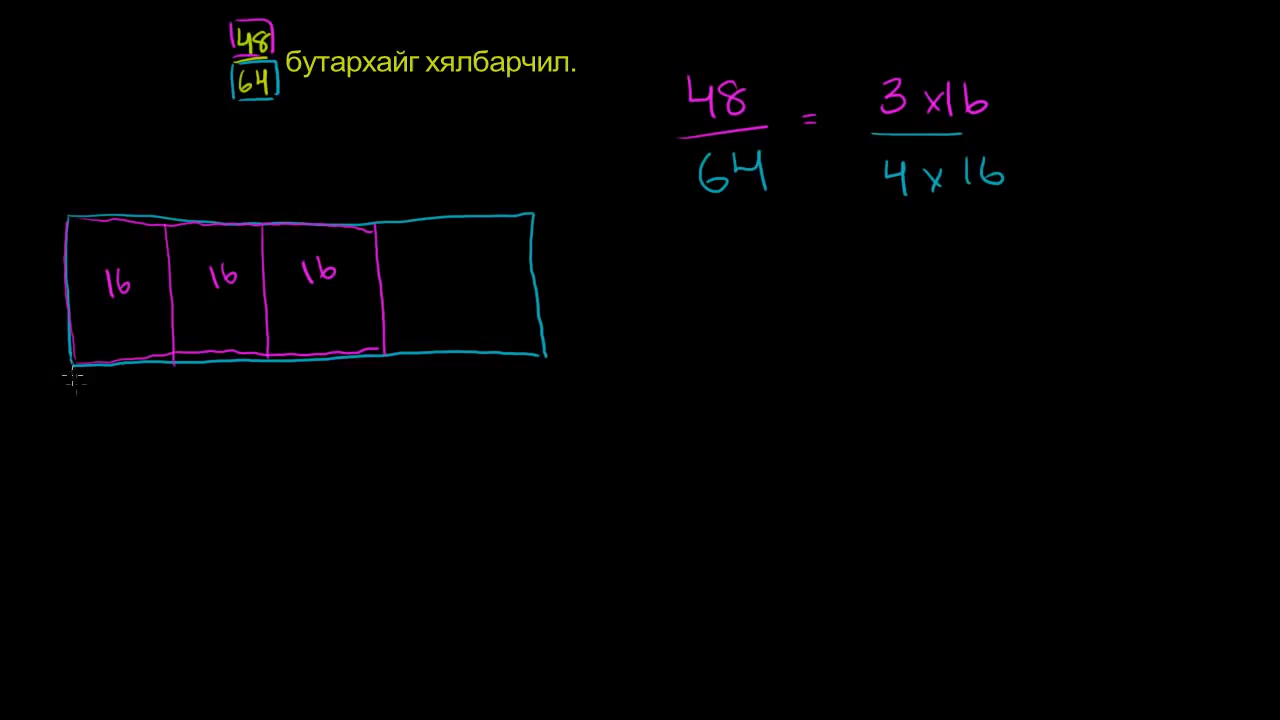 48
64 бутархайг хялбарчил.
48 = 3 x16
64 4 x 16
16 16 16